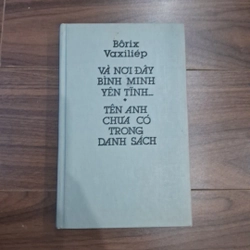 Bôrix
Vaxiliép
VÀ NƠI ĐÂY
BÌNH MINH
YÊN TĨNH...
TÊN ANH
CHƯA CÓ
TRONG
DANH SÁCH